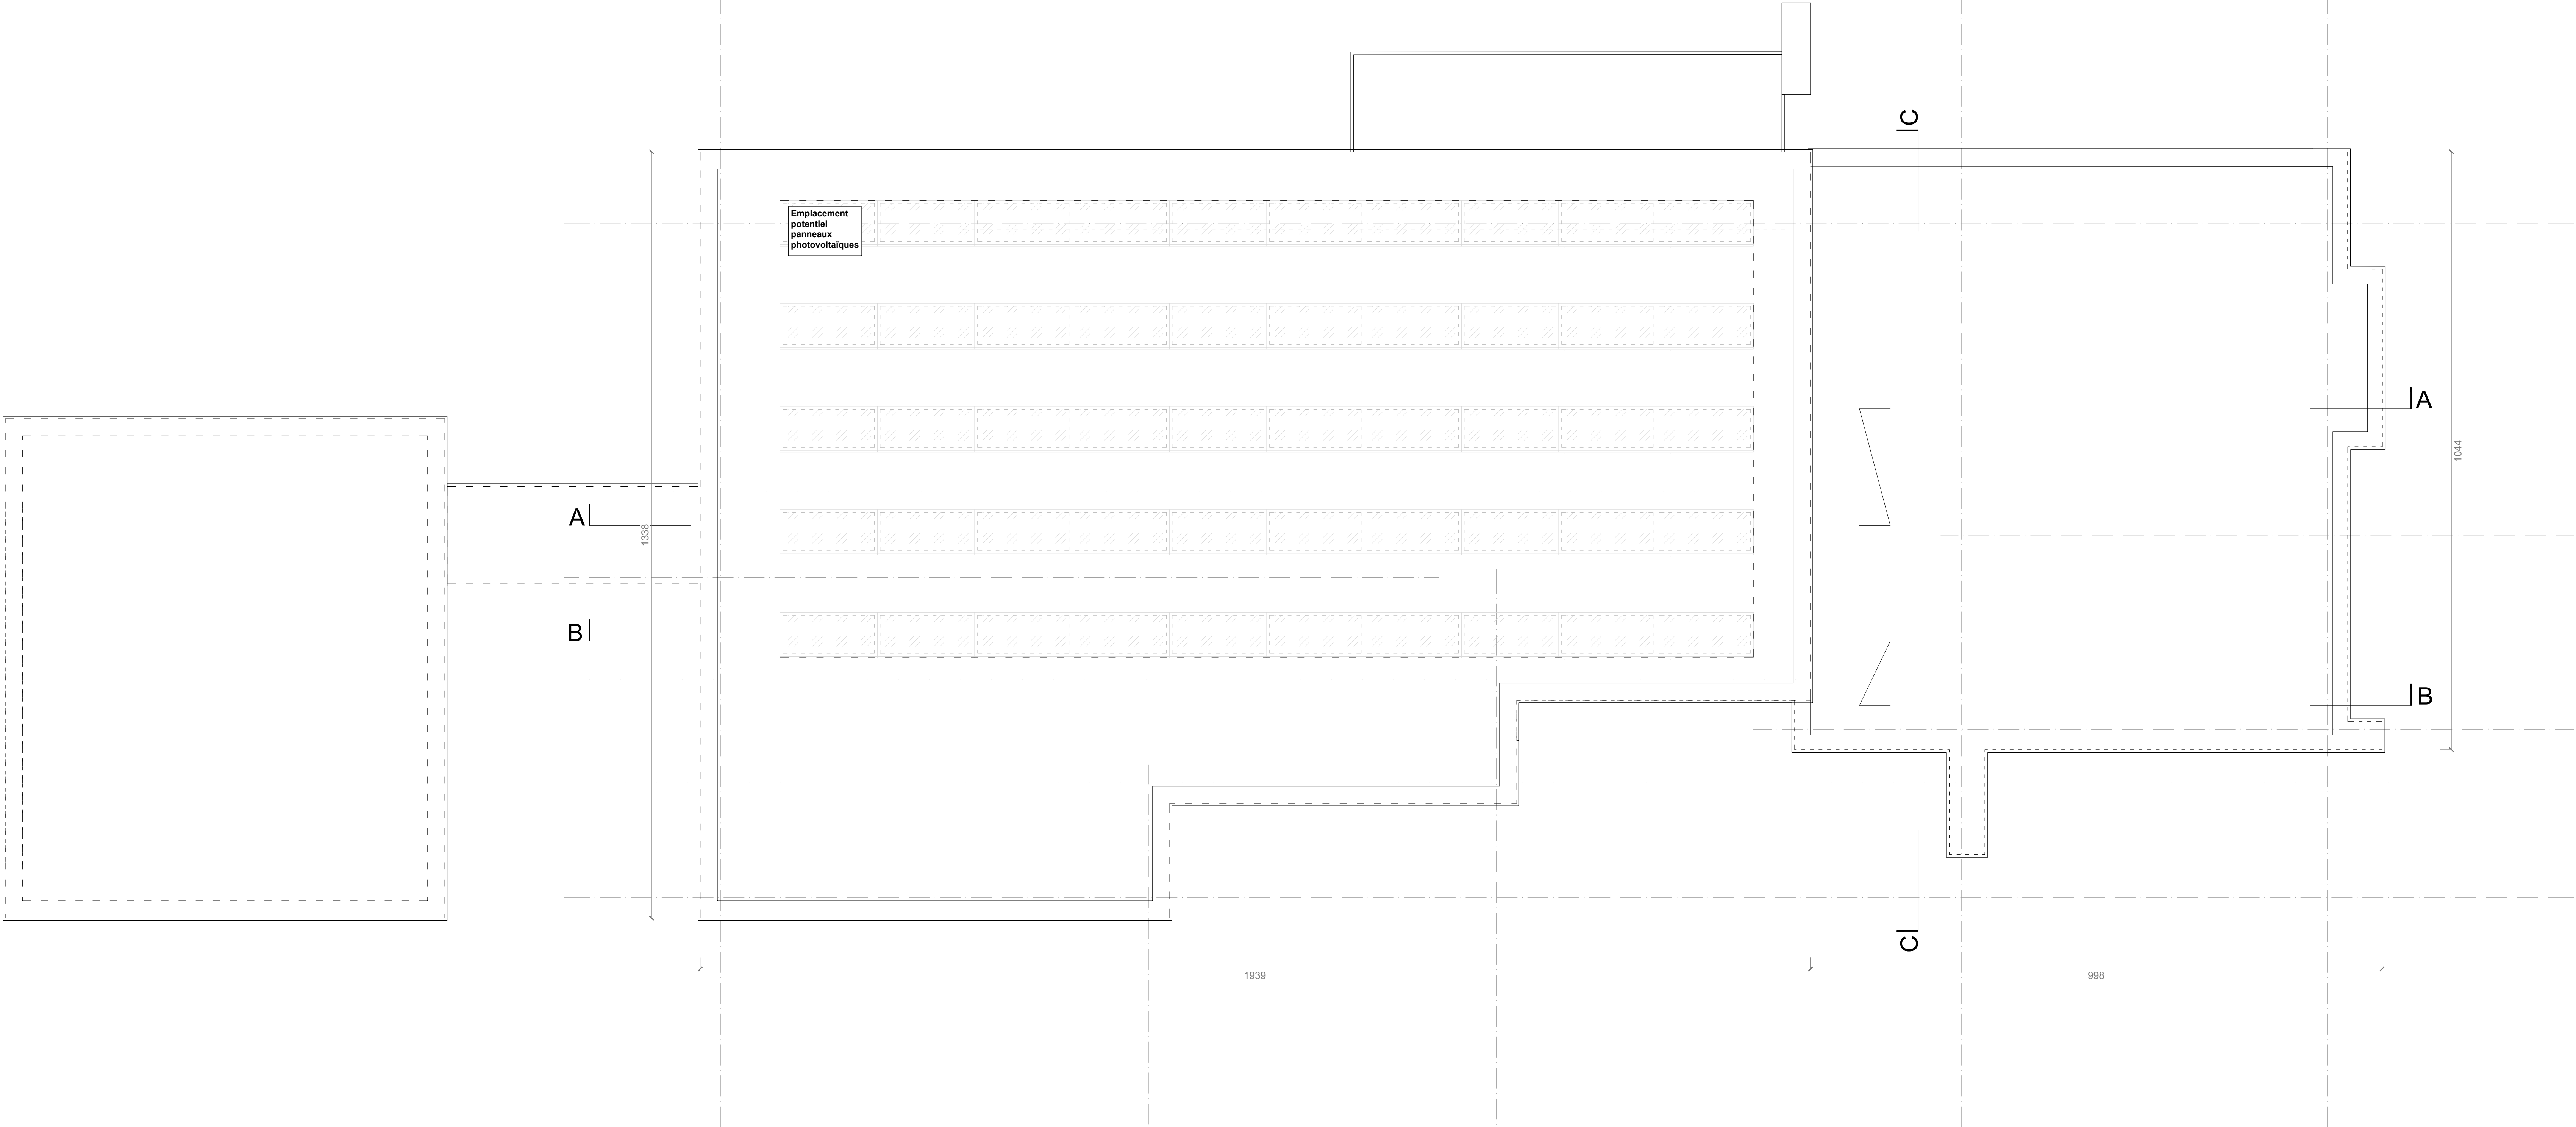 C
Emplacement
potentiel
panneaux
photovoltaïques
A
1044
A
1338
B
B
C
1939
998